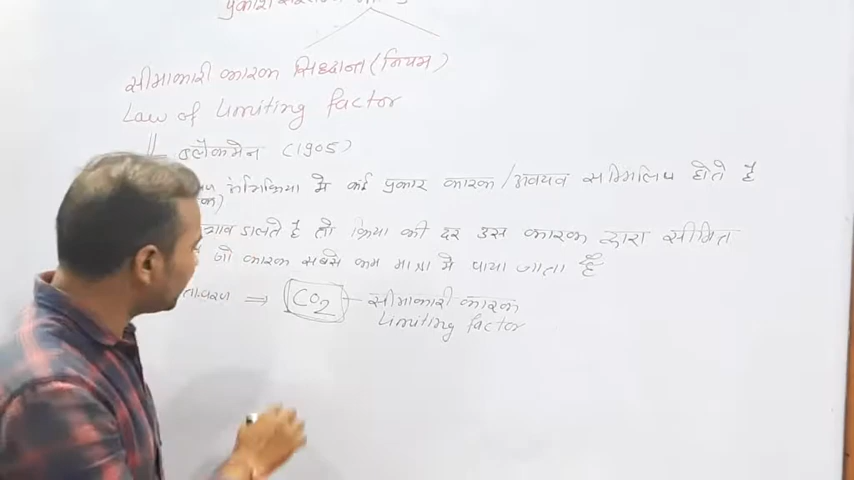 सीमाकारी कारक सिद्धान्त (नियम)
Law of Limiting factor
ब्लैकमैन (1905)
में कई प्रकार कारक/अवयव सम्मिलित होते है
डालते है तो क्रिया की दर उस कारक द्वारा सीमित
जो कारक सबसे कम मात्रा में पाया जाता है
⇒ CO₂ – सीमाकारी कारक
Limiting factor